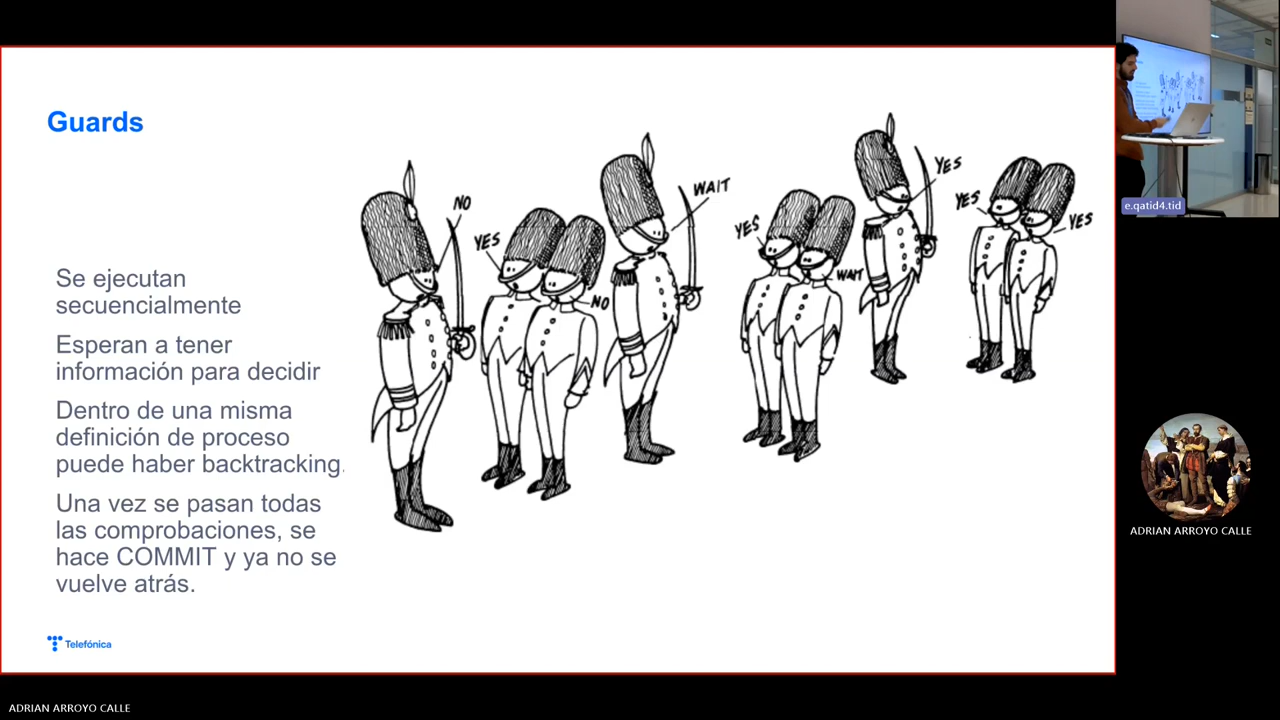 Guards
Se ejecutan
secuencialmente
Esperan a tener
información para decidir
Dentro de una misma
definición de proceso
puede haber backtracking.
Una vez se pasan todas
las comprobaciones, se
hace COMMIT y ya no se
vuelve atrás.
NO
YES
NO
WAIT
YES
WAIT
YES
YES
YES
Telefónica
e.qatid4.tid
ADRIAN ARROYO CALLE
ADRIAN ARROYO CALLE